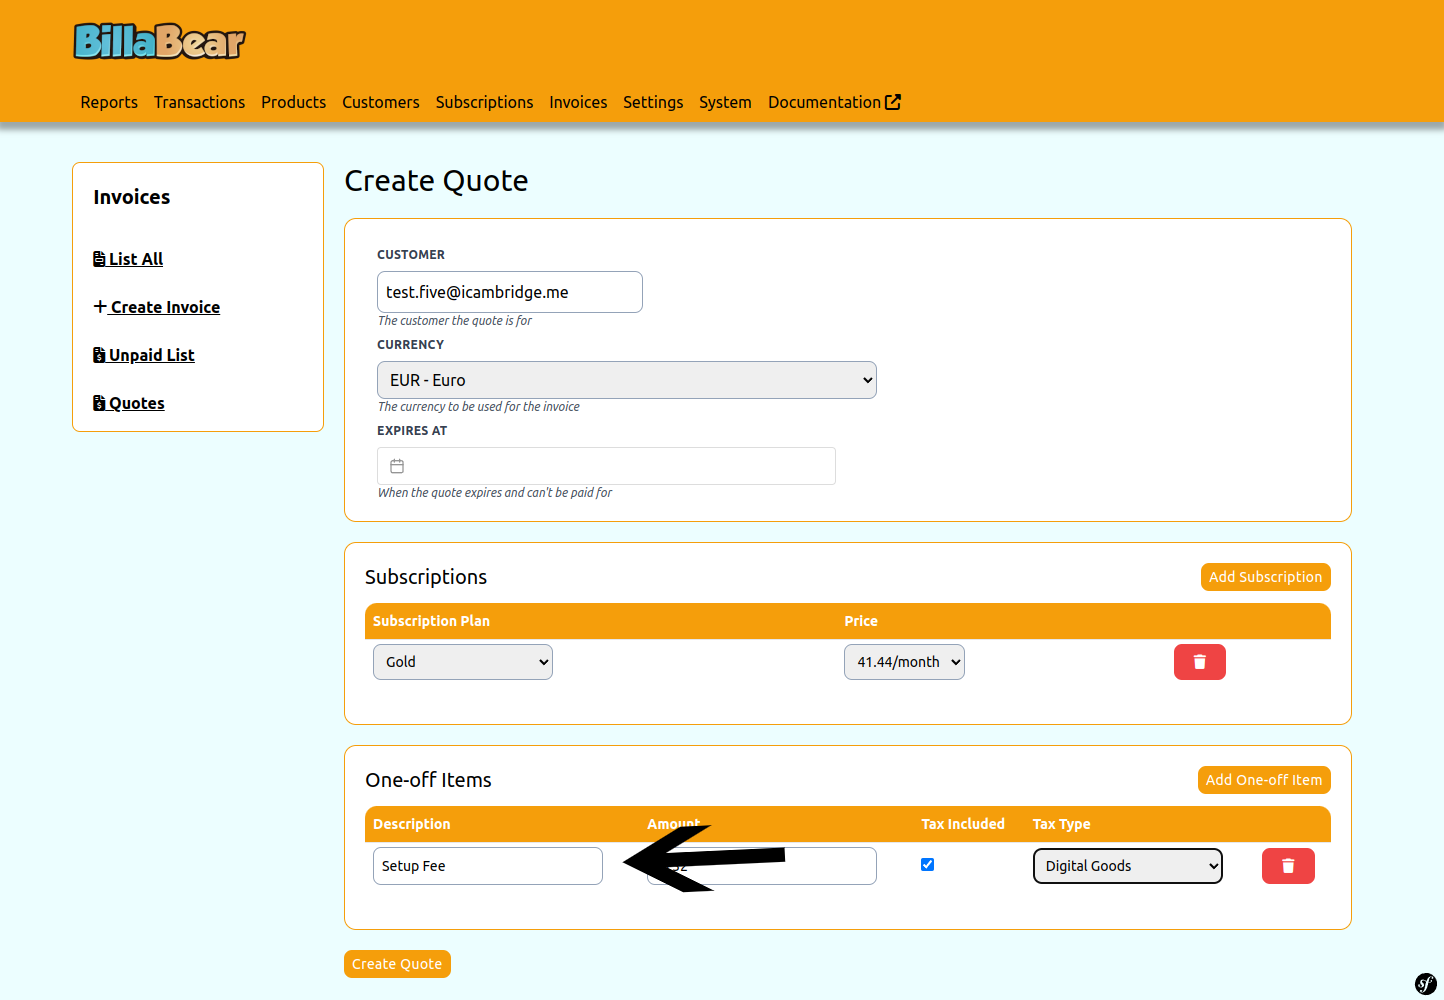 BillaBear
Reports Transactions Products Customers Subscriptions Invoices Settings System Documentation
Invoices
List All
Create Invoice
Unpaid List
Quotes
Create Quote
CUSTOMER
test.five@icambridge.me
The customer the quote is for
CURRENCY
EUR - Euro
The currency to be used for the invoice
EXPIRES AT
When the quote expires and can't be paid for
Subscriptions
Add Subscription
Subscription Plan Price
Gold 41.44/month
One-off Items
Add One-off Item
Description Amount Tax Included Tax Type
Setup Fee Digital Goods
Create Quote
sf